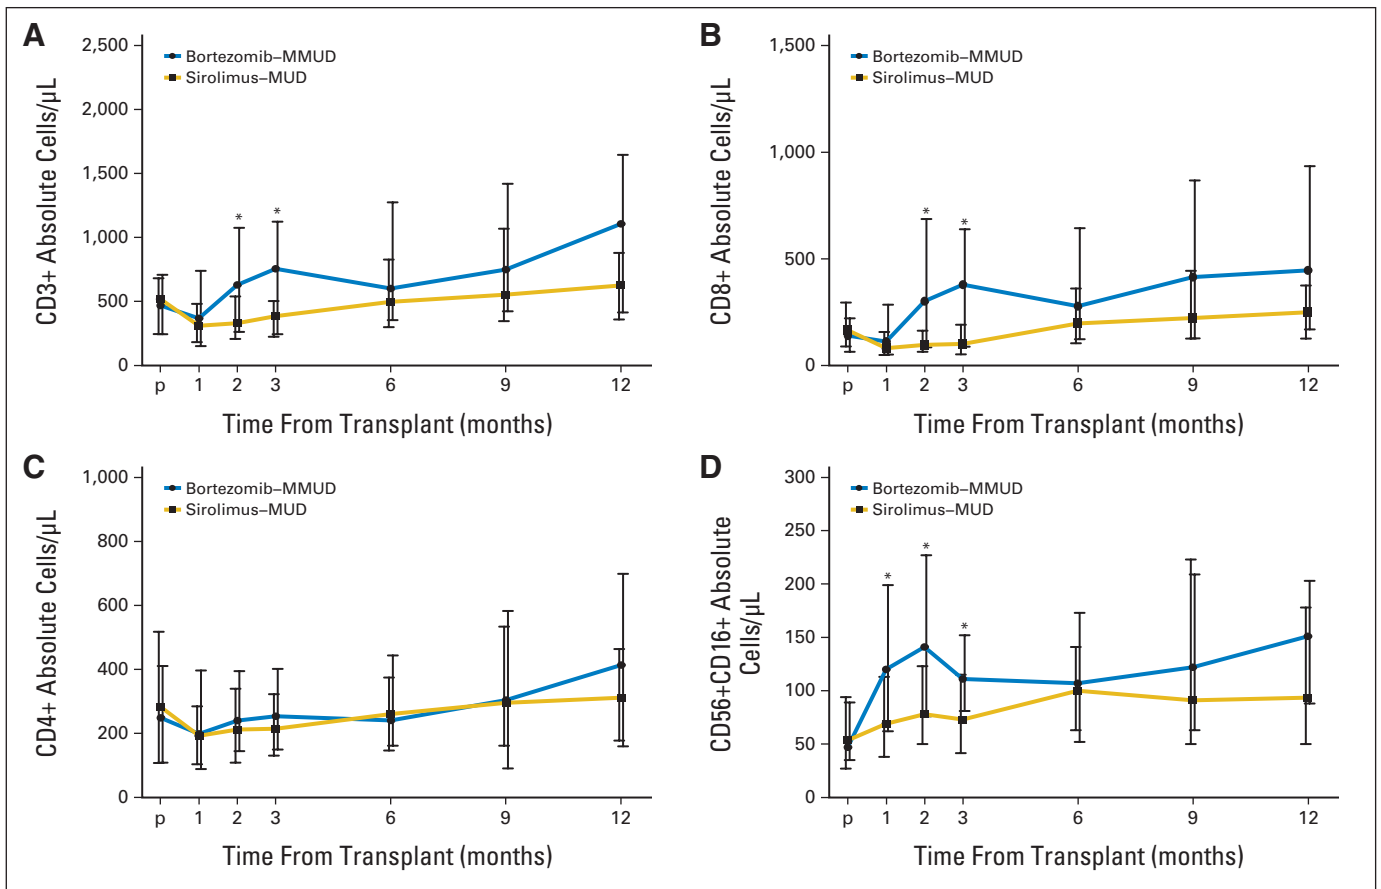 A
CD3+ Absolute Cells/µL
2,500
2,000
1,500
1,000
500
0
Bortezomib–MMUD
Sirolimus–MUD
* *
p 1 2 3 6 9 12
Time From Transplant (months)
B
CD8+ Absolute Cells/µL
1,500
1,000
500
0
Bortezomib–MMUD
Sirolimus–MUD
* *
p 1 2 3 6 9 12
Time From Transplant (months)
C
CD4+ Absolute Cells/µL
1,000
800
600
400
200
0
Bortezomib–MMUD
Sirolimus–MUD
p 1 2 3 6 9 12
Time From Transplant (months)
D
CD56+CD16+ Absolute
Cells/µL
300
250
200
150
100
50
0
Bortezomib–MMUD
Sirolimus–MUD
* * *
p 1 2 3 6 9 12
Time From Transplant (months)